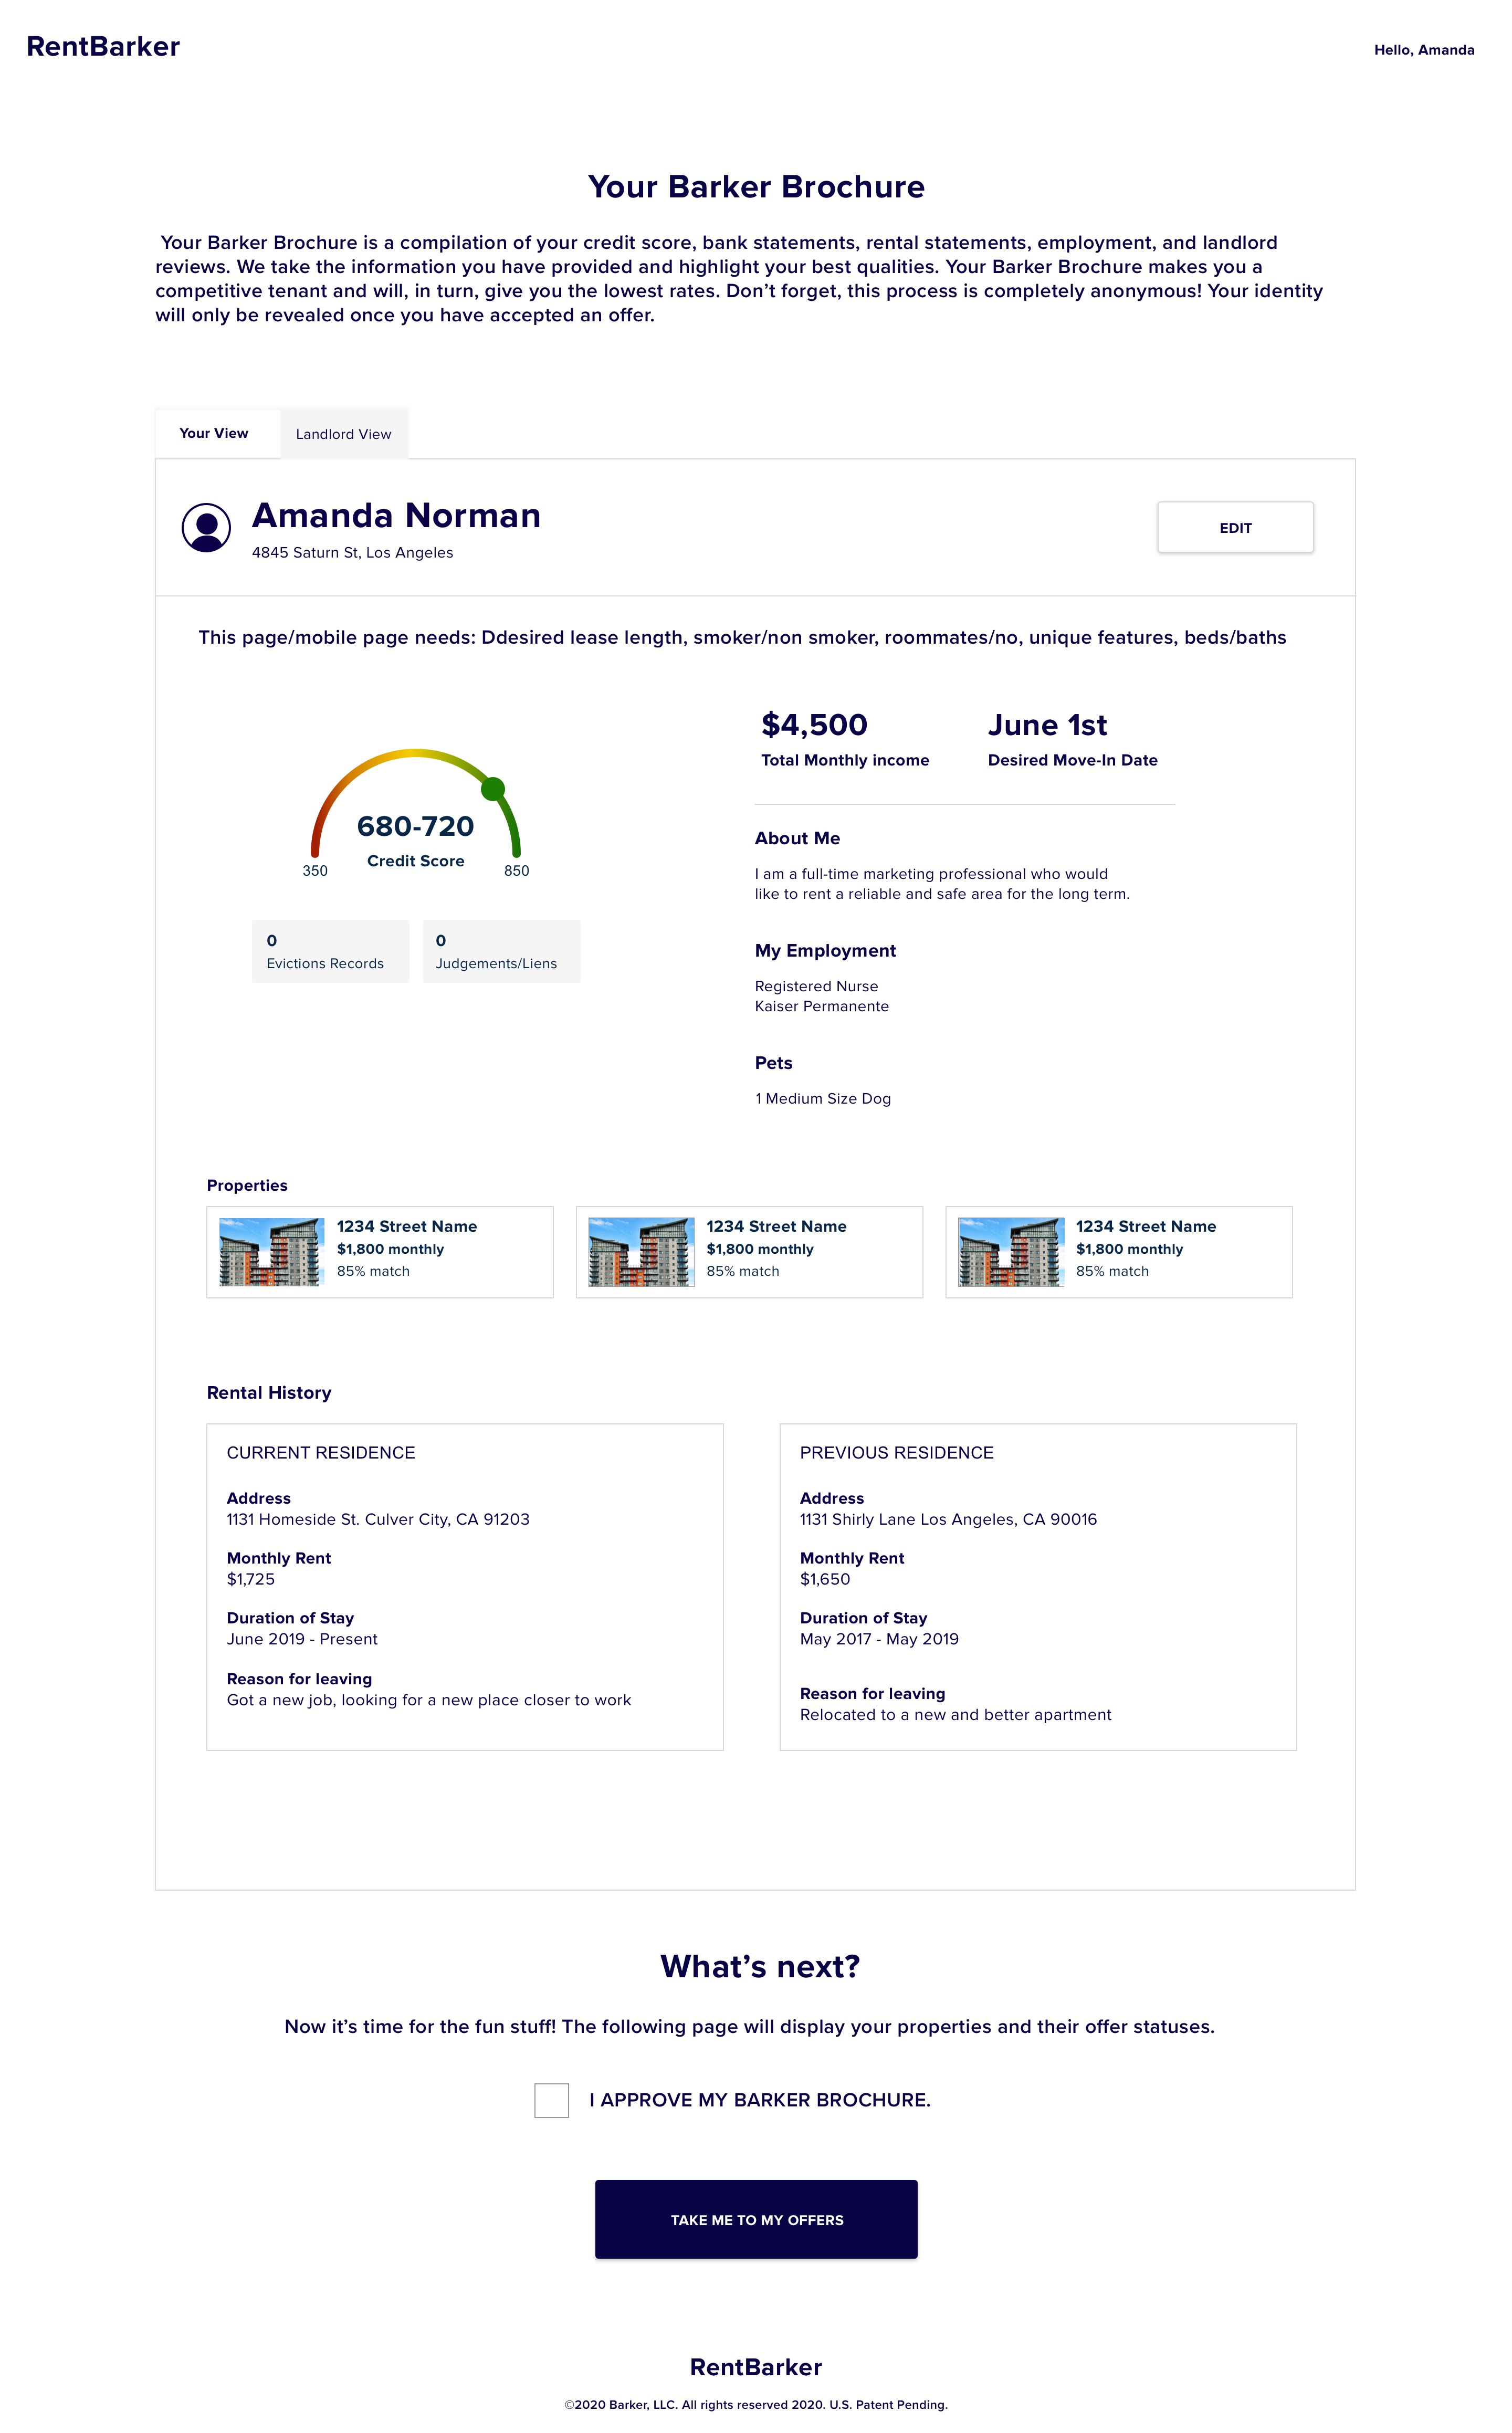 RentBarker
Hello, Amanda
Your Barker Brochure
Your Barker Brochure is a compilation of your credit score, bank statements, rental statements, employment, and landlord
reviews. We take the information you have provided and highlight your best qualities. Your Barker Brochure makes you a
competitive tenant and will, in turn, give you the lowest rates. Don’t forget, this process is completely anonymous! Your identity
will only be revealed once you have accepted an offer.
Your View
Landlord View
Amanda Norman
4845 Saturn St, Los Angeles
EDIT
This page/mobile page needs: Ddesired lease length, smoker/non smoker, roommates/no, unique features, beds/baths
680-720
Credit Score
350
850
0
Evictions Records
0
Judgements/Liens
$4,500
Total Monthly income
June 1st
Desired Move-In Date
About Me
I am a full-time marketing professional who would
like to rent a reliable and safe area for the long term.
My Employment
Registered Nurse
Kaiser Permanente
Pets
1 Medium Size Dog
Properties
1234 Street Name
$1,800 monthly
85% match
1234 Street Name
$1,800 monthly
85% match
1234 Street Name
$1,800 monthly
85% match
Rental History
CURRENT RESIDENCE
Address
1131 Homeside St. Culver City, CA 91203
Monthly Rent
$1,725
Duration of Stay
June 2019 - Present
Reason for leaving
Got a new job, looking for a new place closer to work
PREVIOUS RESIDENCE
Address
1131 Shirly Lane Los Angeles, CA 90016
Monthly Rent
$1,650
Duration of Stay
May 2017 - May 2019
Reason for leaving
Relocated to a new and better apartment
What’s next?
Now it’s time for the fun stuff! The following page will display your properties and their offer statuses.
I APPROVE MY BARKER BROCHURE.
TAKE ME TO MY OFFERS
RentBarker
©2020 Barker, LLC. All rights reserved 2020. U.S. Patent Pending.